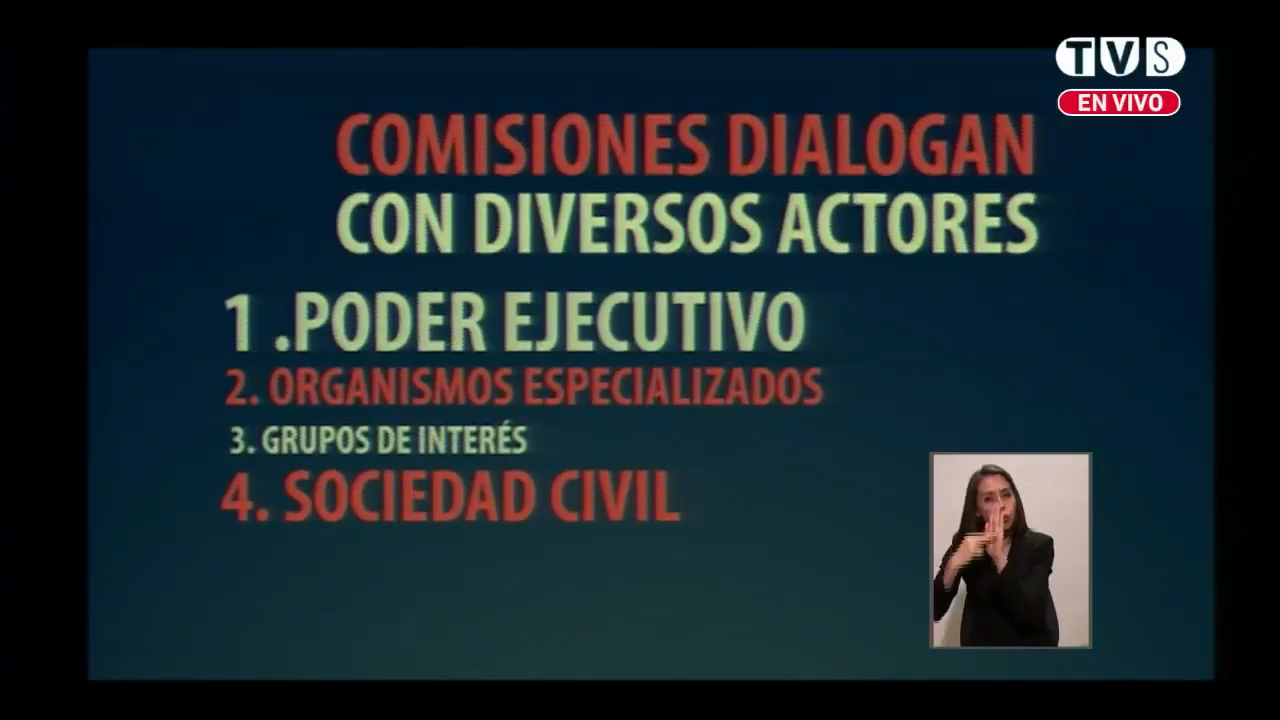 TVS
EN VIVO
COMISIONES DIALOGAN
CON DIVERSOS ACTORES
1 .PODER EJECUTIVO
2. ORGANISMOS ESPECIALIZADOS
3. GRUPOS DE INTERÉS
4. SOCIEDAD CIVIL